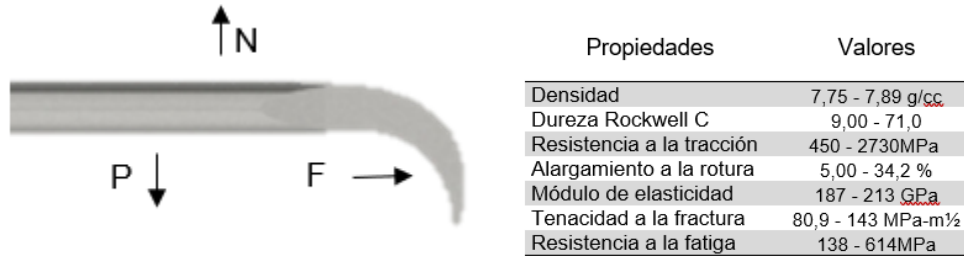 N
P
F
Propiedades Valores
Densidad 7,75 - 7,89 g/cc
Dureza Rockwell C 9,00 - 71,0
Resistencia a la tracción 450 - 2730MPa
Alargamiento a la rotura 5,00 - 34,2 %
Módulo de elasticidad 187 - 213 GPa
Tenacidad a la fractura 80,9 - 143 MPa-m½
Resistencia a la fatiga 138 - 614MPa